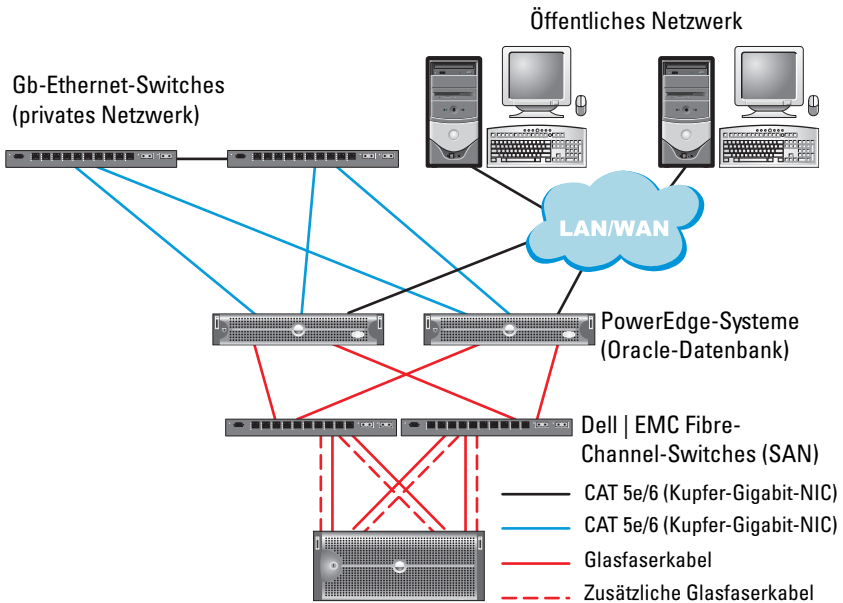 Öffentliches Netzwerk
Gb-Ethernet-Switches
(privates Netzwerk)
LAN/WAN
PowerEdge-Systeme
(Oracle-Datenbank)
Dell | EMC Fibre-
Channel-Switches (SAN)
CAT 5e/6 (Kupfer-Gigabit-NIC)
CAT 5e/6 (Kupfer-Gigabit-NIC)
Glasfaserkabel
Zusätzliche Glasfaserkabel